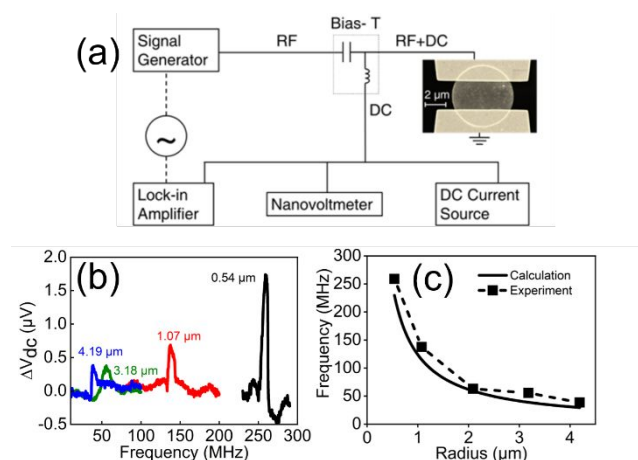 (a)
Signal
Generator
RF
Bias- T
RF+DC
DC
2 μm
~
Lock-in
Amplifier
Nanovoltmeter
DC Current
Source
(b)
ΔVdc (μV)
2.0
1.5
1.0
0.5
0.0
-0.5
4.19 μm
3.18 μm
1.07 μm
0.54 μm
50 100 150 200 250 300
Frequency (MHz)
(c)
Frequency (MHz)
300
250
200
150
100
50
0
Calculation
Experiment
0 1 2 3 4 5
Radius (μm)